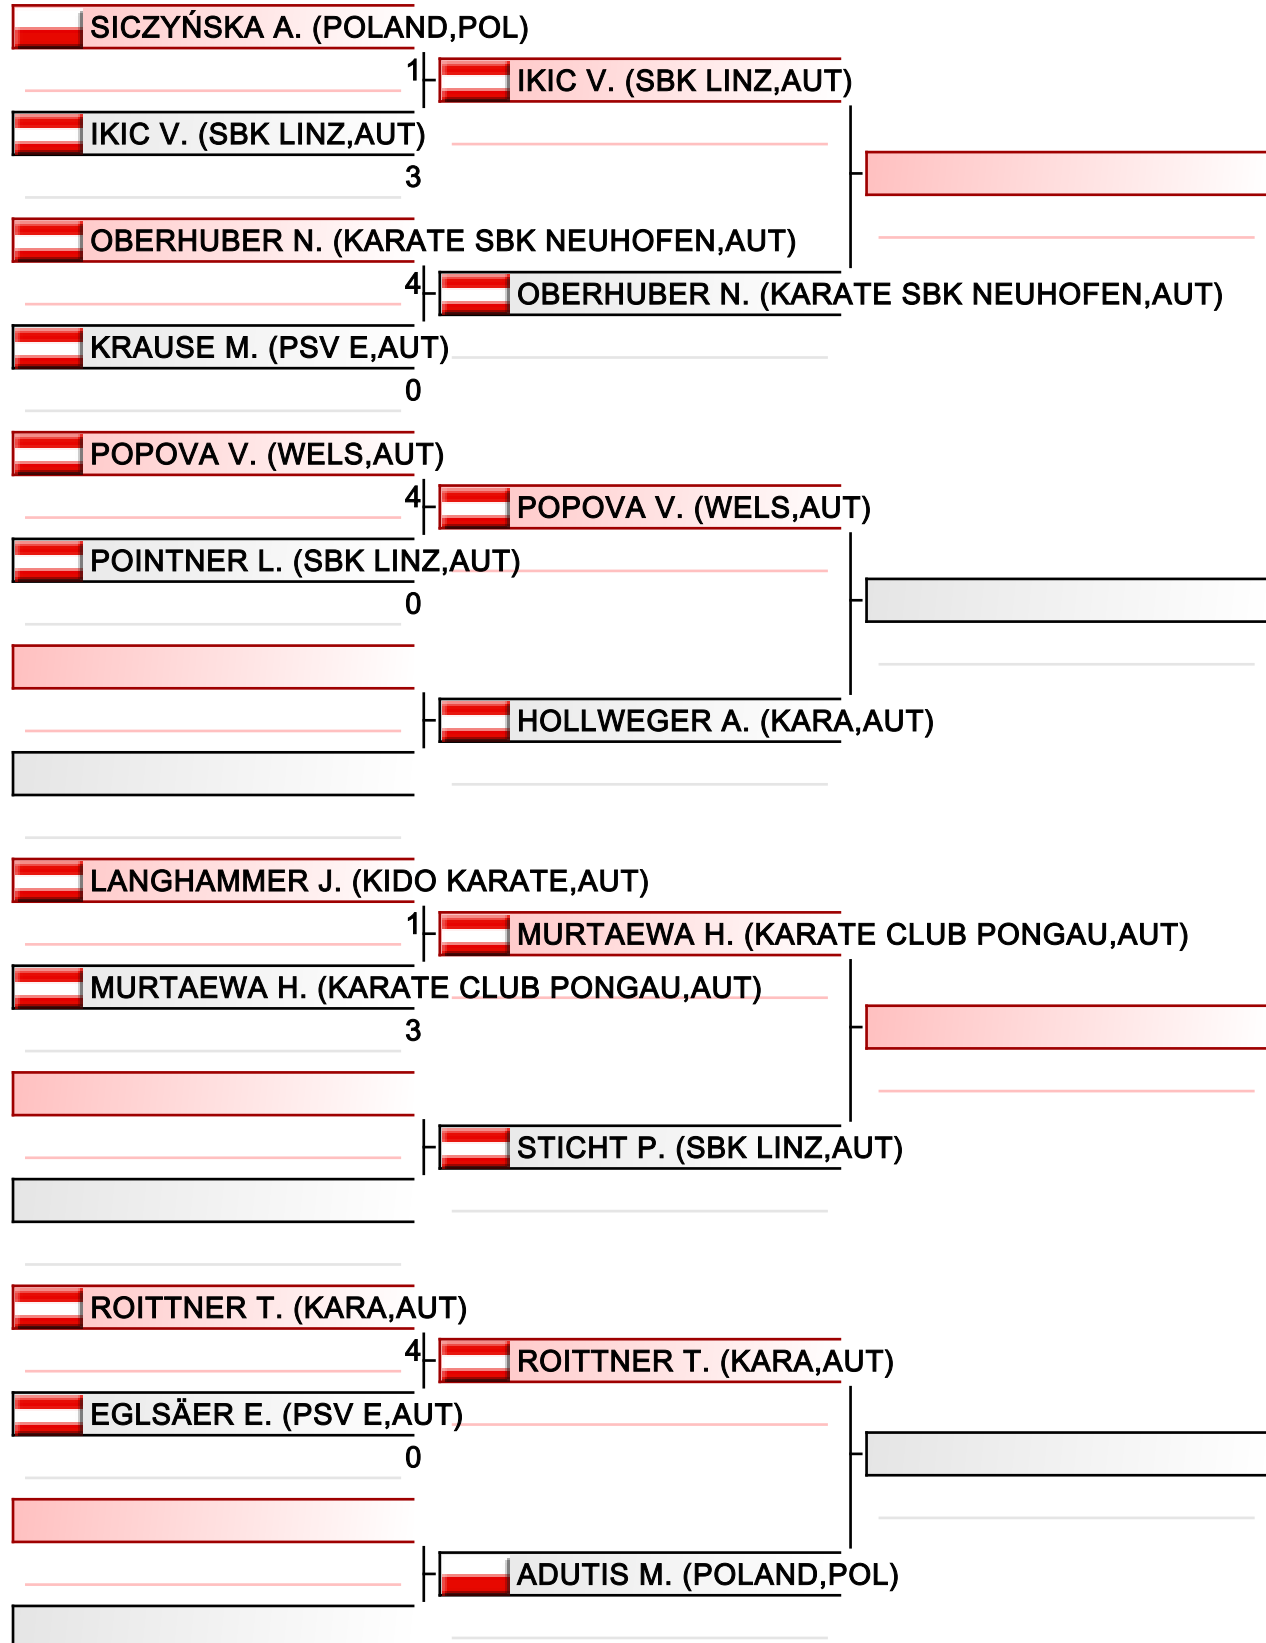 SICZYŃSKA A. (POLAND,POL)
1
IKIC V. (SBK LINZ,AUT)
IKIC V. (SBK LINZ,AUT)
3
OBERHUBER N. (KARATE SBK NEUHOFEN,AUT)
4
OBERHUBER N. (KARATE SBK NEUHOFEN,AUT)
KRAUSE M. (PSV E,AUT)
0
POPOVA V. (WELS,AUT)
4
POPOVA V. (WELS,AUT)
POINTNER L. (SBK LINZ,AUT)
0
HOLLWEGER A. (KARA,AUT)
LANGHAMMER J. (KIDO KARATE,AUT)
1
MURTAEWA H. (KARATE CLUB PONGAU,AUT)
MURTAEWA H. (KARATE CLUB PONGAU,AUT)
3
STICHT P. (SBK LINZ,AUT)
ROITTNER T. (KARA,AUT)
4
ROITTNER T. (KARA,AUT)
EGLSÄER E. (PSV E,AUT)
0
ADUTIS M. (POLAND,POL)